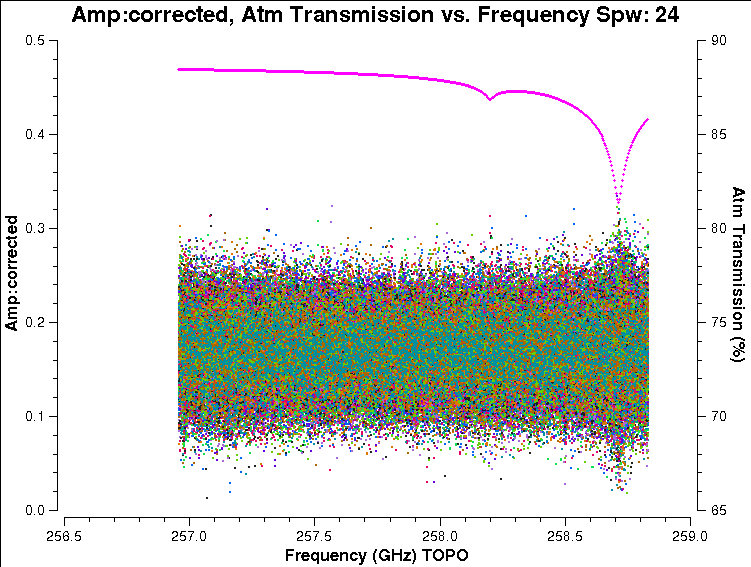 Amp:corrected, Atm Transmission vs. Frequency Spw: 24
0.5
0.4
0.3
0.2
0.1
0.0
Amp:corrected
90
85
80
75
70
65
Atm Transmission (%)
256.5 257.0 257.5 258.0 258.5 259.0
Frequency (GHz) TOPO